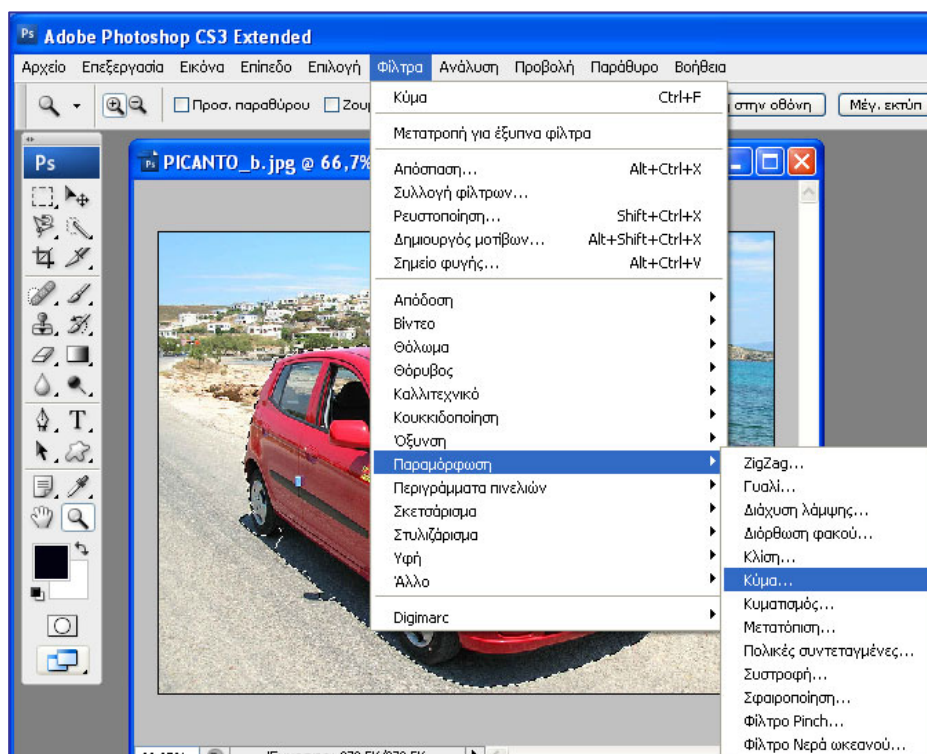 Ps Adobe Photoshop CS3 Extended
Αρχείο Επεξεργασία Εικόνα Επίπεδο Επιλογή Φίλτρα Ανάλυση Προβολή Παράθυρο Βοήθεια
Προσ. παραθύρου στην οθόνη Μέγ. εκτύπ
Ps
Ps PICANTO_b.jpg @ 66,7%
T
Κύμα Ctrl+F
Μετατροπή για έξυπνα φίλτρα
Απόσπαση... Alt+Ctrl+X
Συλλογή φίλτρων...
Ρευστοποίηση... Shift+Ctrl+X
Δημιουργός μοτίβων... Alt+Shift+Ctrl+X
Σημείο φυγής... Alt+Ctrl+V
Απόδοση
Βίντεο
Θόλωμα
Θόρυβος
Καλλιτεχνικό
Κουκκιδοποίηση
Όξυνση
Παραμόρφωση
Περιγράμματα πινελιών
Σκετσάρισμα
Στυλιζάρισμα
Υφή
Άλλο
Digimarc
ZigZag...
Γυαλί...
Διάχυση λάμψης...
Διόρθωση φακού...
Κλίση...
Κύμα...
Κυματισμός...
Μετατόπιση...
Πολικές συντεταγμένες...
Συστροφή...
Σφαιροποίηση...
Φίλτρο Pinch...
Φίλτρο Νερά ωκεανού...